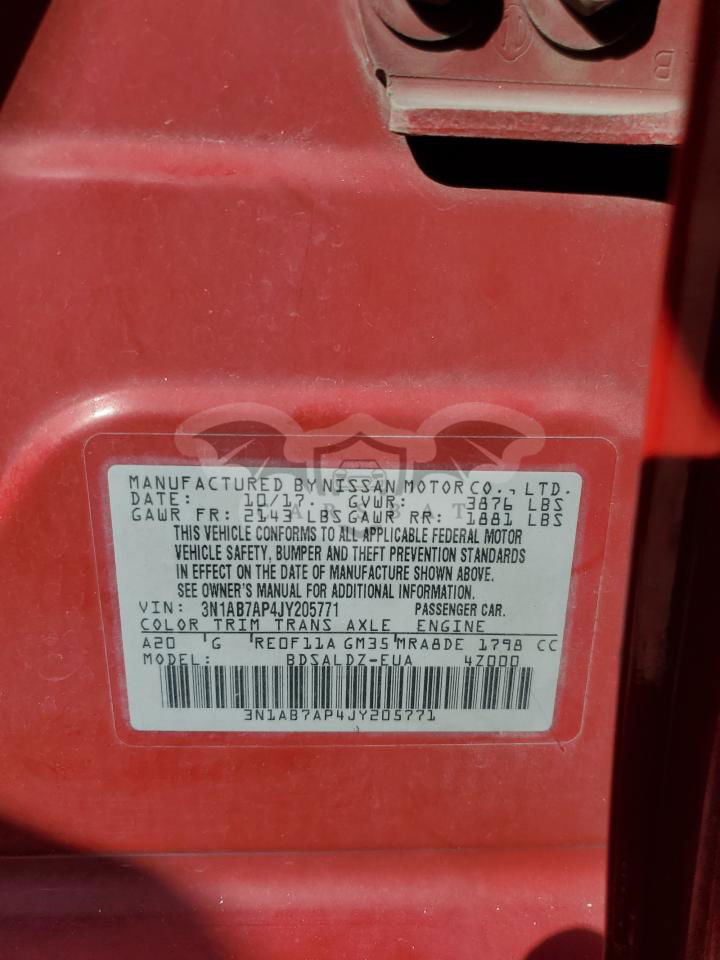 B
MANUFACTURED BY NISSAN MOTOR CO., LTD.
DATE: 10/17. GVWR: 3876 LBS
GAWR FR: 2143 LBS GAWR RR: 1881 LBS
THIS VEHICLE CONFORMS TO ALL APPLICABLE FEDERAL MOTOR
VEHICLE SAFETY, BUMPER AND THEFT PREVENTION STANDARDS
IN EFFECT ON THE DATE OF MANUFACTURE SHOWN ABOVE.
SEE OWNER'S MANUAL FOR ADDITIONAL INFORMATION.
VIN: 3N1AB7AP4JY205771 PASSENGER CAR.
COLOR TRIM TRANS AXLE ENGINE
A20 G RE0F11A GM35 MRA8DE 1798 CC
MODEL: BDSALDZ-EUA 4Z000
3N1AB7AP4JY205771